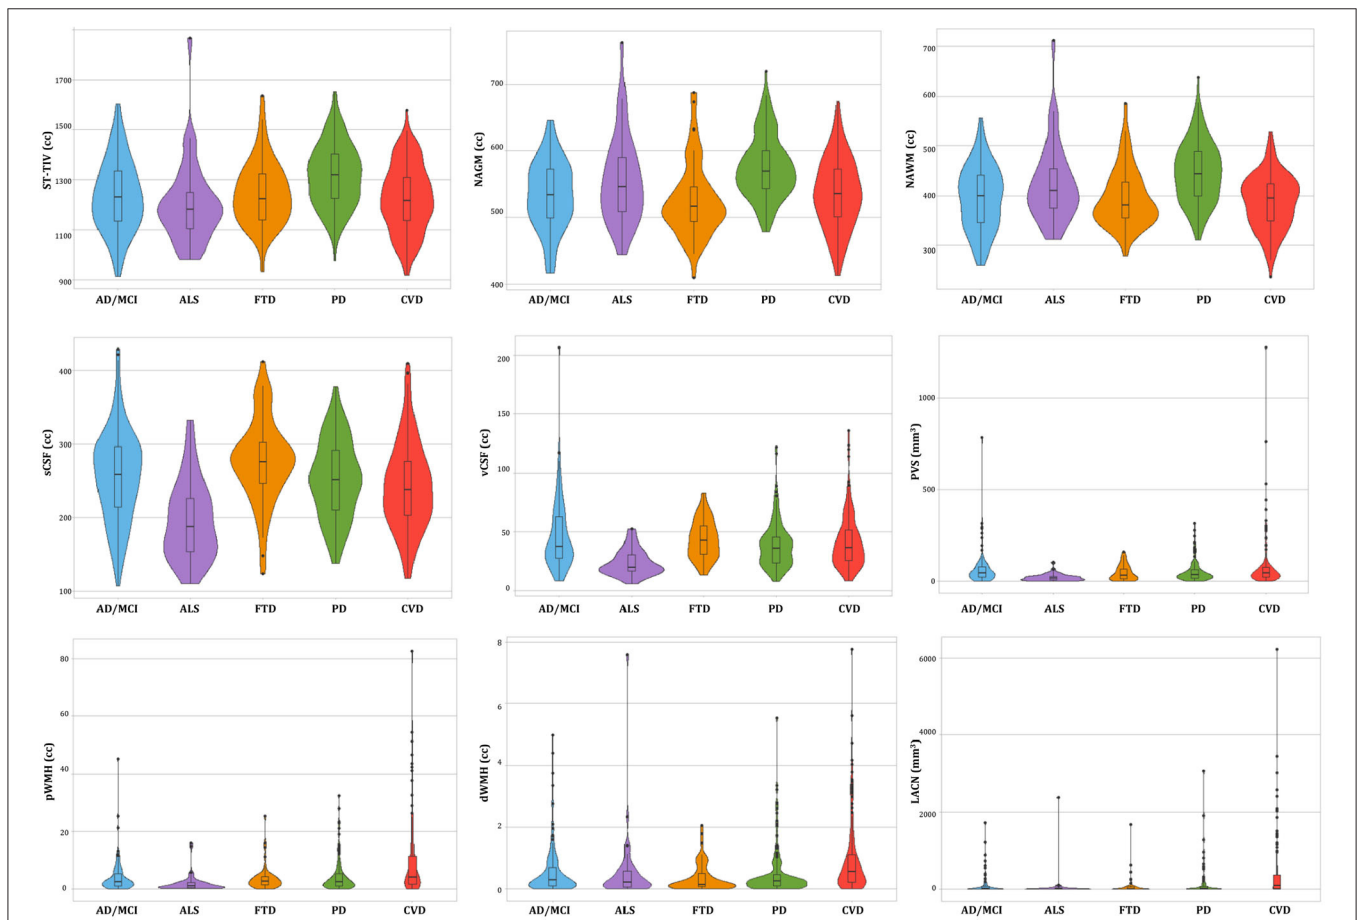 ST-TIV (cc)
1700
1500
1300
1100
900
AD/MCI ALS FTD PD CVD
NAGM (cc)
700
600
500
400
AD/MCI ALS FTD PD CVD
NAWM (cc)
700
600
500
400
300
AD/MCI ALS FTD PD CVD
sCSF (cc)
400
300
200
100
AD/MCI ALS FTD PD CVD
vCSF (cc)
200
150
100
50
0
AD/MCI ALS FTD PD CVD
PVS (mm³)
1000
500
0
AD/MCI ALS FTD PD CVD
pWMH (cc)
80
60
40
20
0
AD/MCI ALS FTD PD CVD
dWMH (cc)
8
6
4
2
0
AD/MCI ALS FTD PD CVD
LACN (mm³)
6000
4000
2000
0
AD/MCI ALS FTD PD CVD